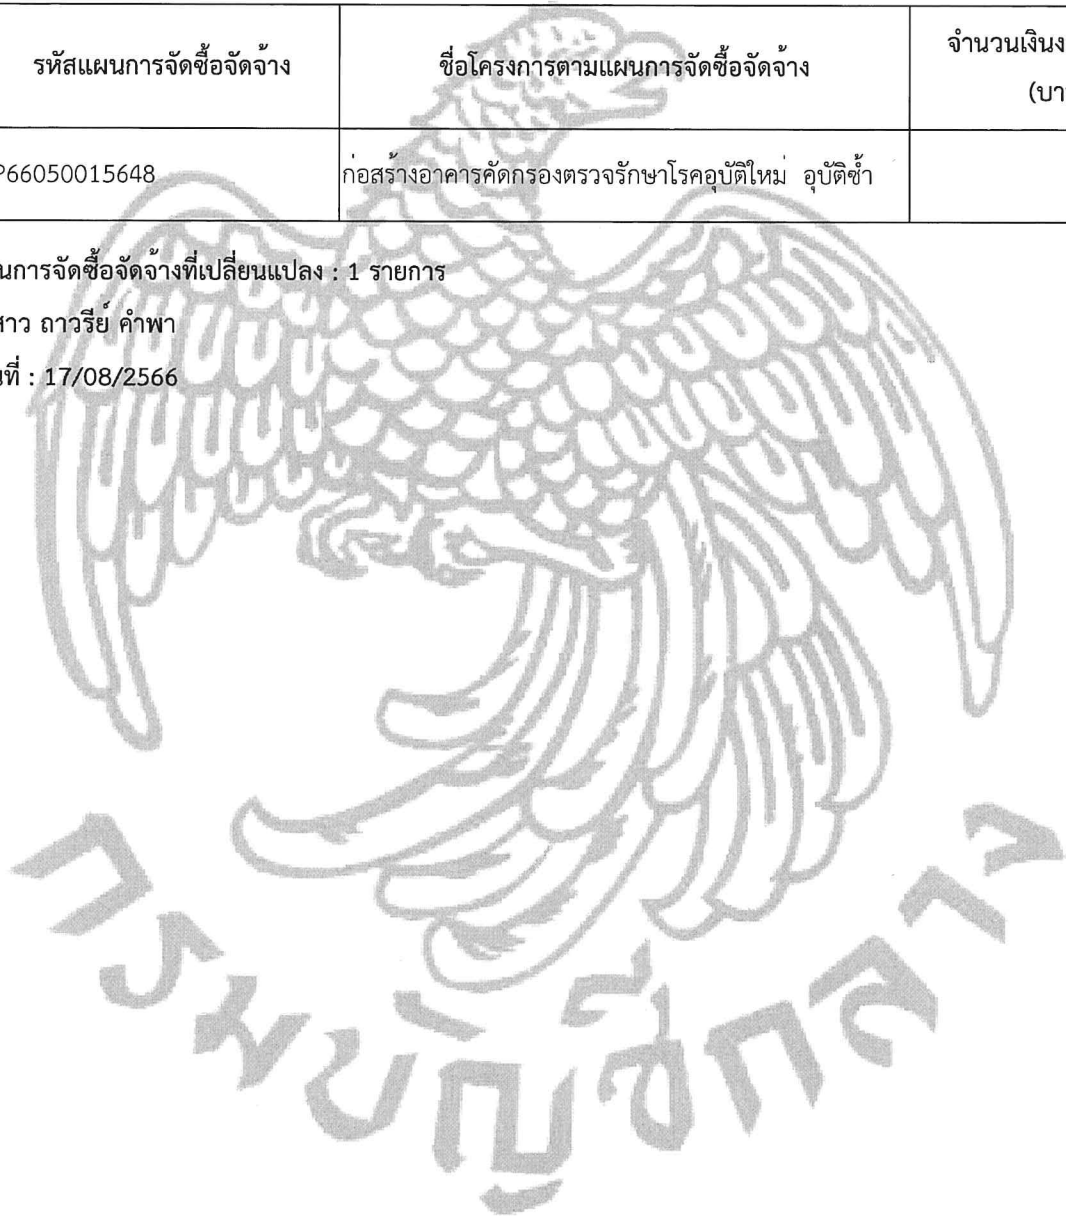 รหัสแผนการจัดซื้อจัดจ้าง
ชื่อโครงการตามแผนการจัดซื้อจัดจ้าง
จำนวนเงินง
(บา
P66050015648
ก่อสร้างอาคารคัดกรองตรวจรักษาโรคอุบัติใหม่ อุบัติซ้ำ
นการจัดซื้อจัดจ้างที่เปลี่ยนแปลง : 1 รายการ
สาว ถาวรีย์ คำพา
นที่ : 17/08/2566
กรมบัญชีกลาง